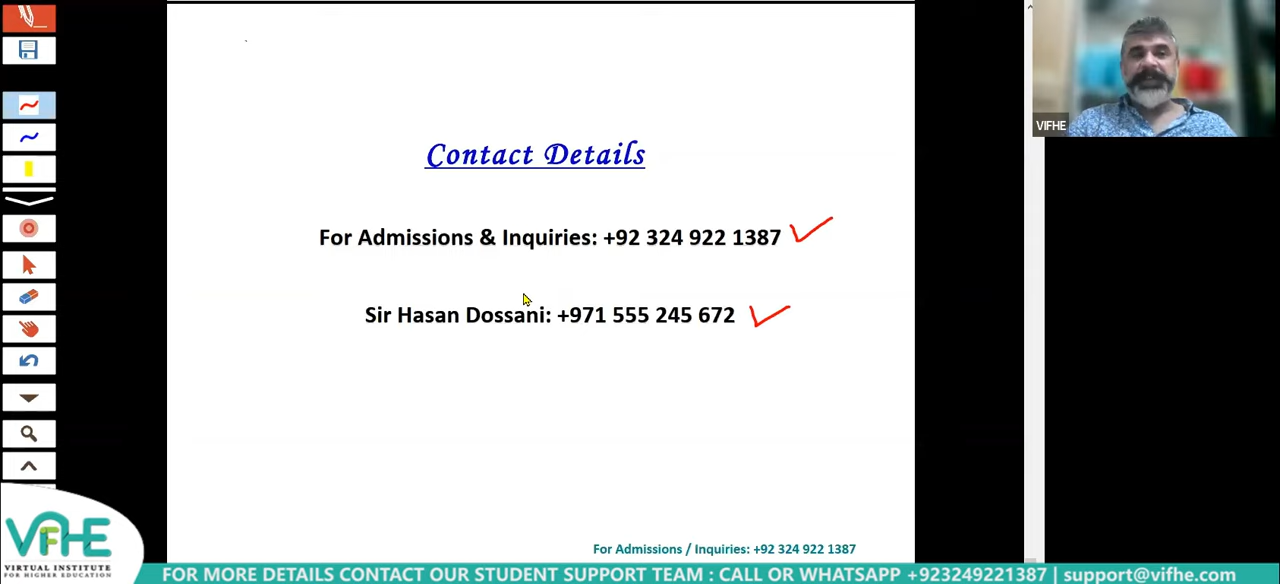 VIFHE
Contact Details
For Admissions & Inquiries: +92 324 922 1387
Sir Hasan Dossani: +971 555 245 672
For Admissions / Inquiries: +92 324 922 1387
VIFHE
VIRTUAL INSTITUTE
FOR HIGHER EDUCATION
FOR MORE DETAILS CONTACT OUR STUDENT SUPPORT TEAM : CALL OR WHATSAPP +923249221387 | support@vifhe.com